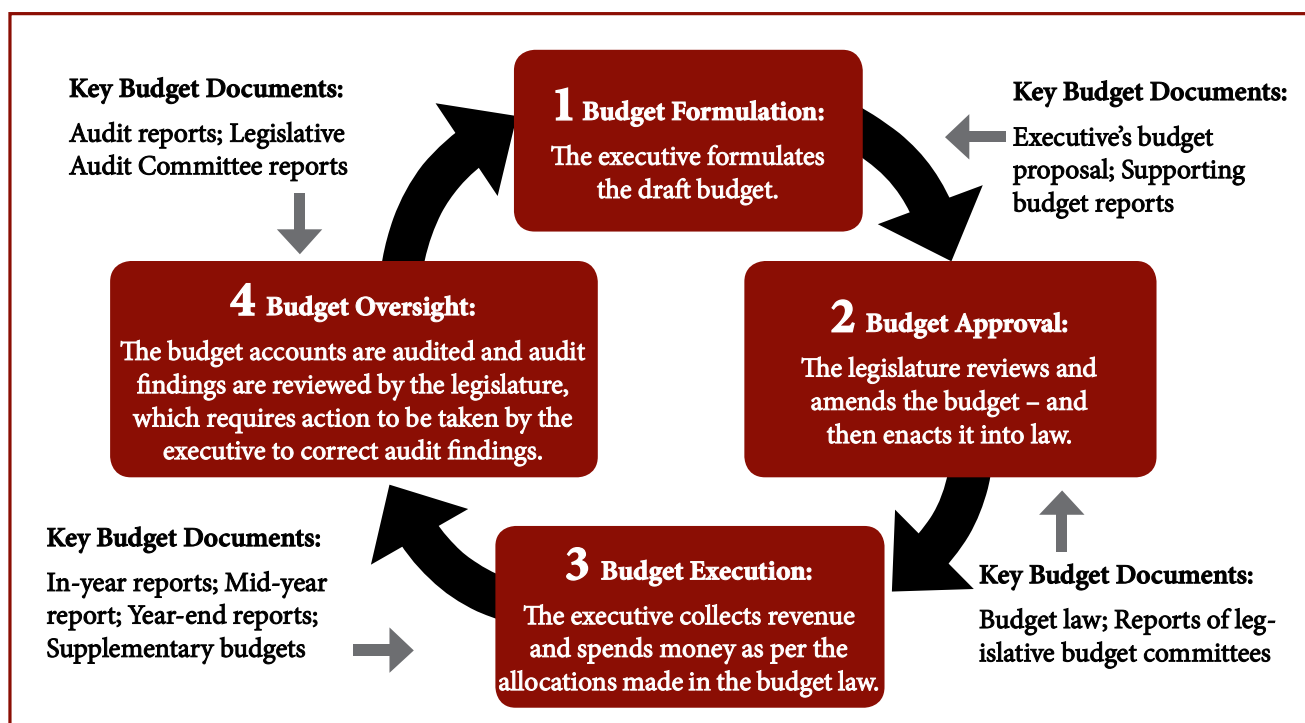 1 Budget Formulation:
The executive formulates
the draft budget.
Key Budget Documents:
Executive’s budget
proposal; Supporting
budget reports
2 Budget Approval:
The legislature reviews and
amends the budget – and
then enacts it into law.
Key Budget Documents:
Budget law; Reports of leg-
islative budget committees
3 Budget Execution:
The executive collects revenue
and spends money as per the
allocations made in the budget law.
Key Budget Documents:
In-year reports; Mid-year
report; Year-end reports;
Supplementary budgets
4 Budget Oversight:
The budget accounts are audited and audit
findings are reviewed by the legislature,
which requires action to be taken by the
executive to correct audit findings.
Key Budget Documents:
Audit reports; Legislative
Audit Committee reports